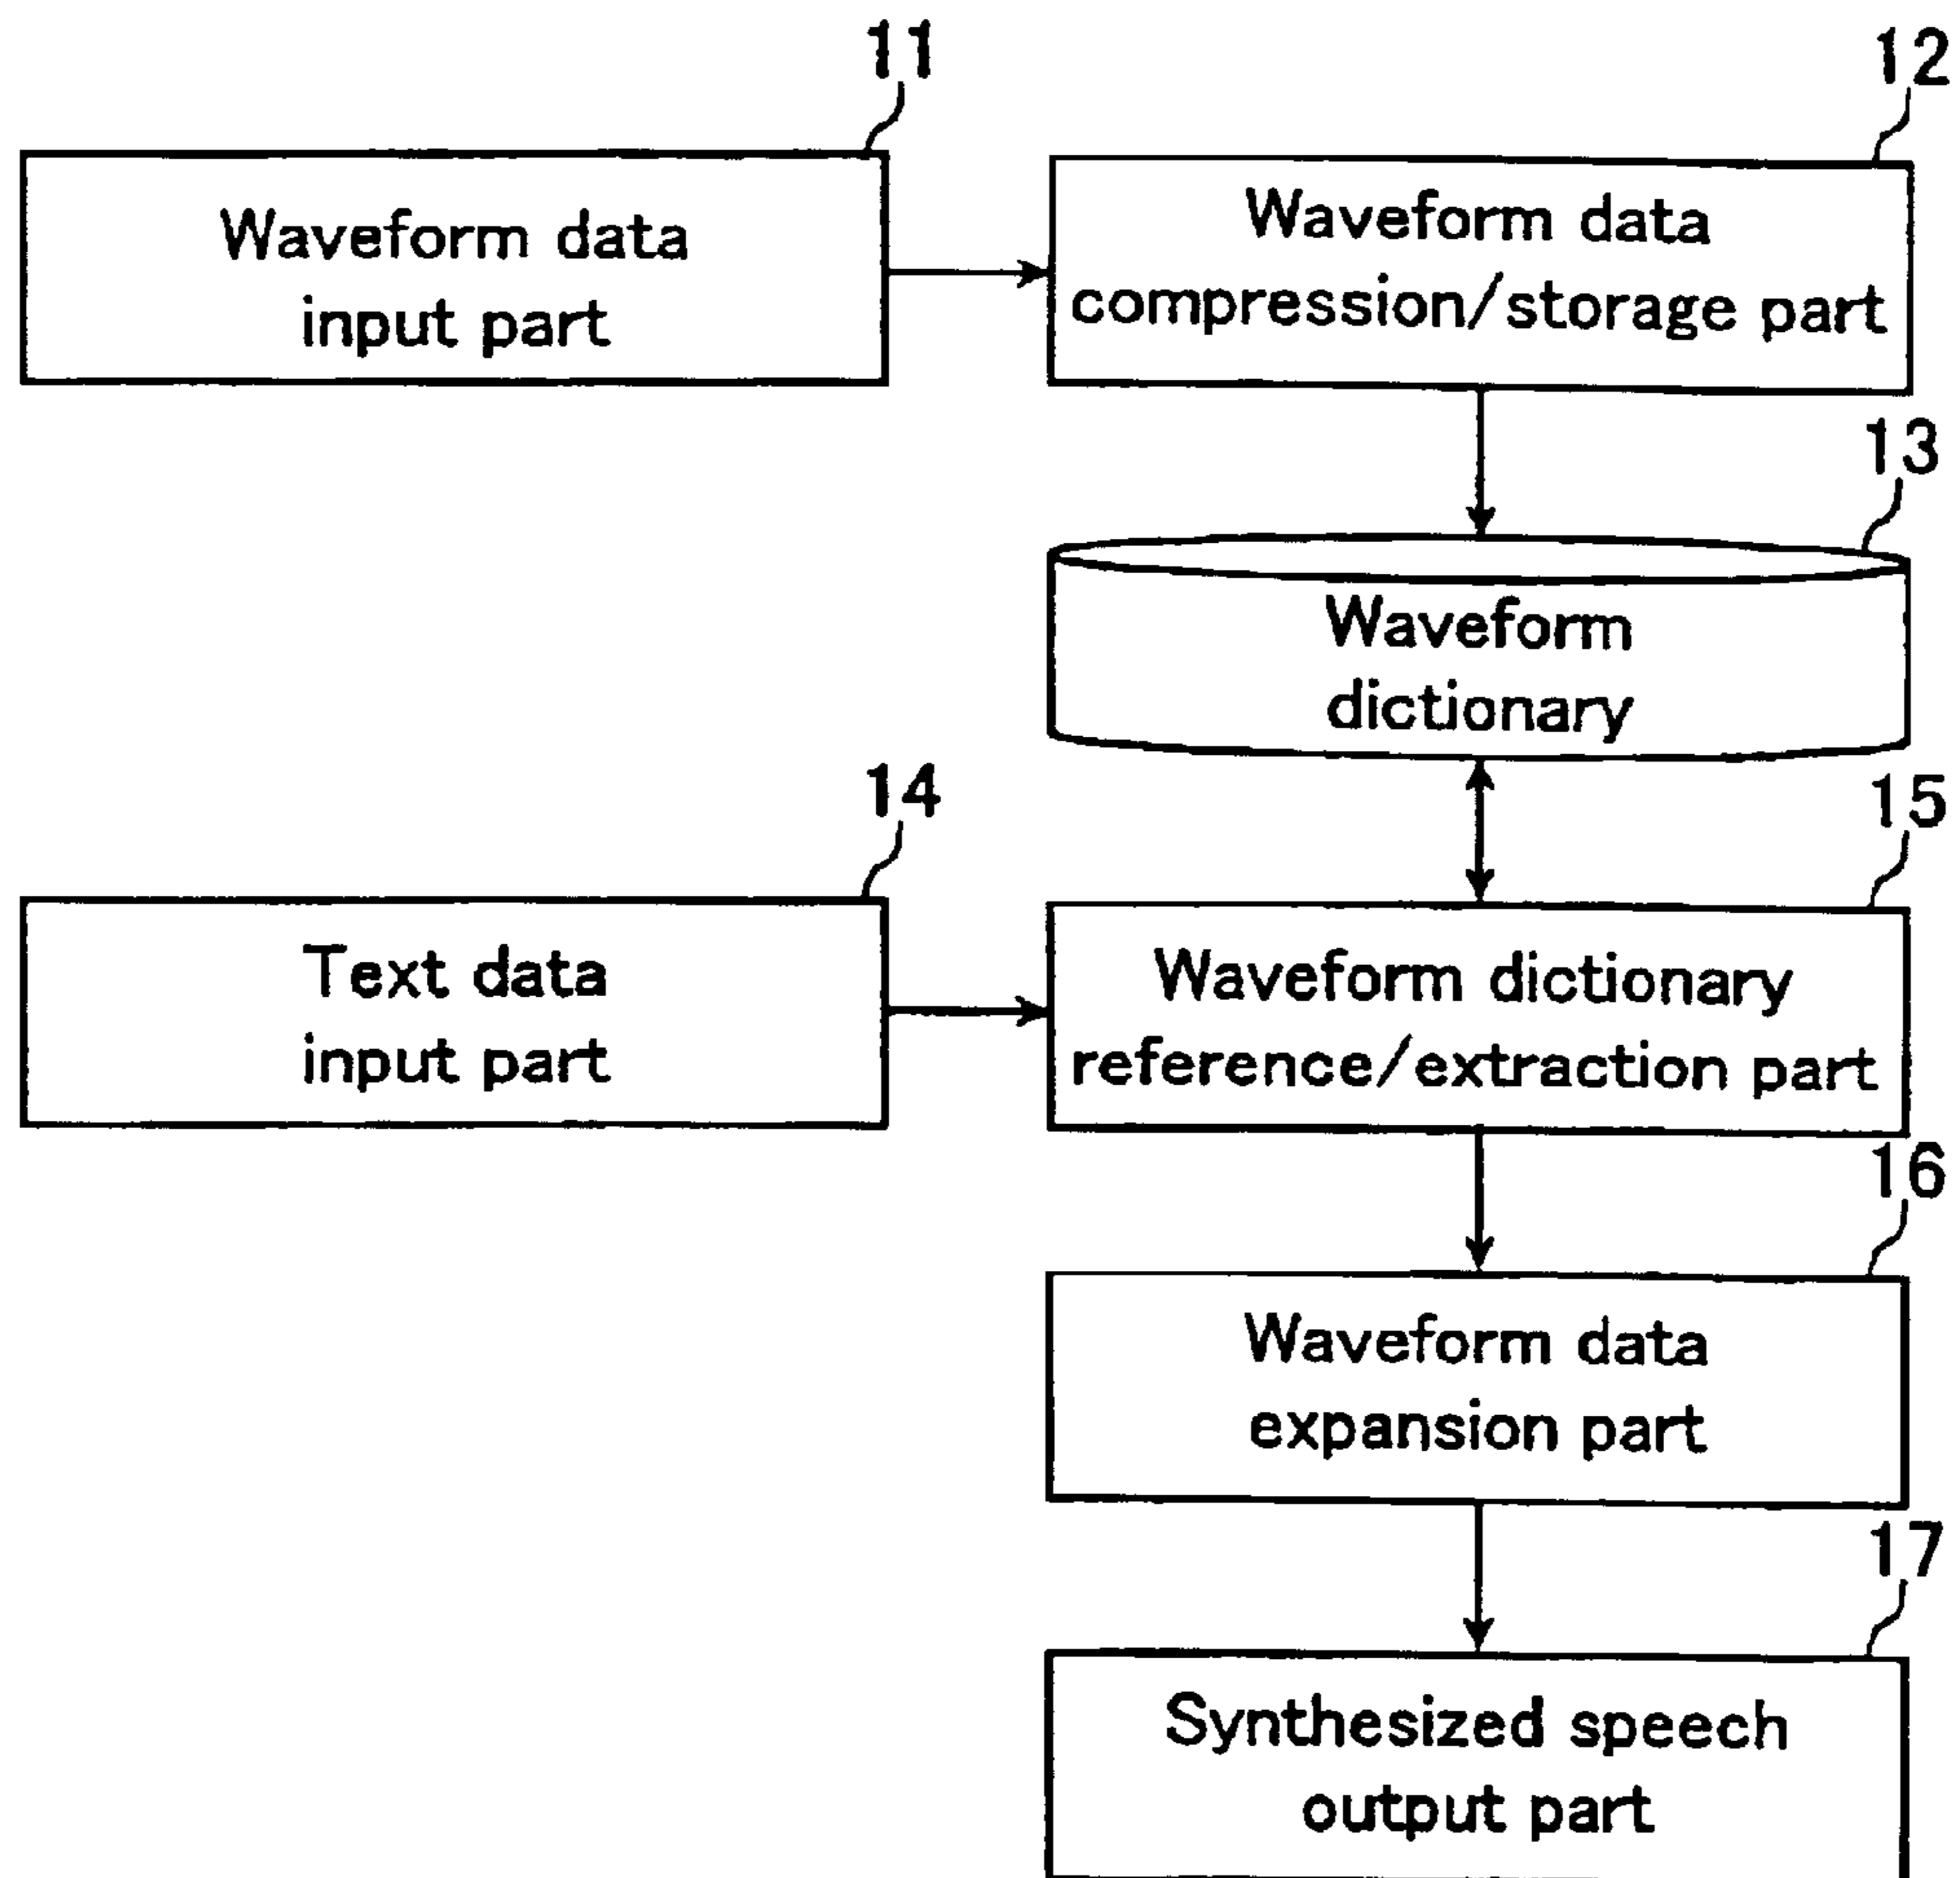 11
Waveform data
input part
12
Waveform data
compression/storage part
13
Waveform
dictionary
14
Text data
input part
15
Waveform dictionary
reference/extraction part
16
Waveform data
expansion part
17
Synthesized speech
output part